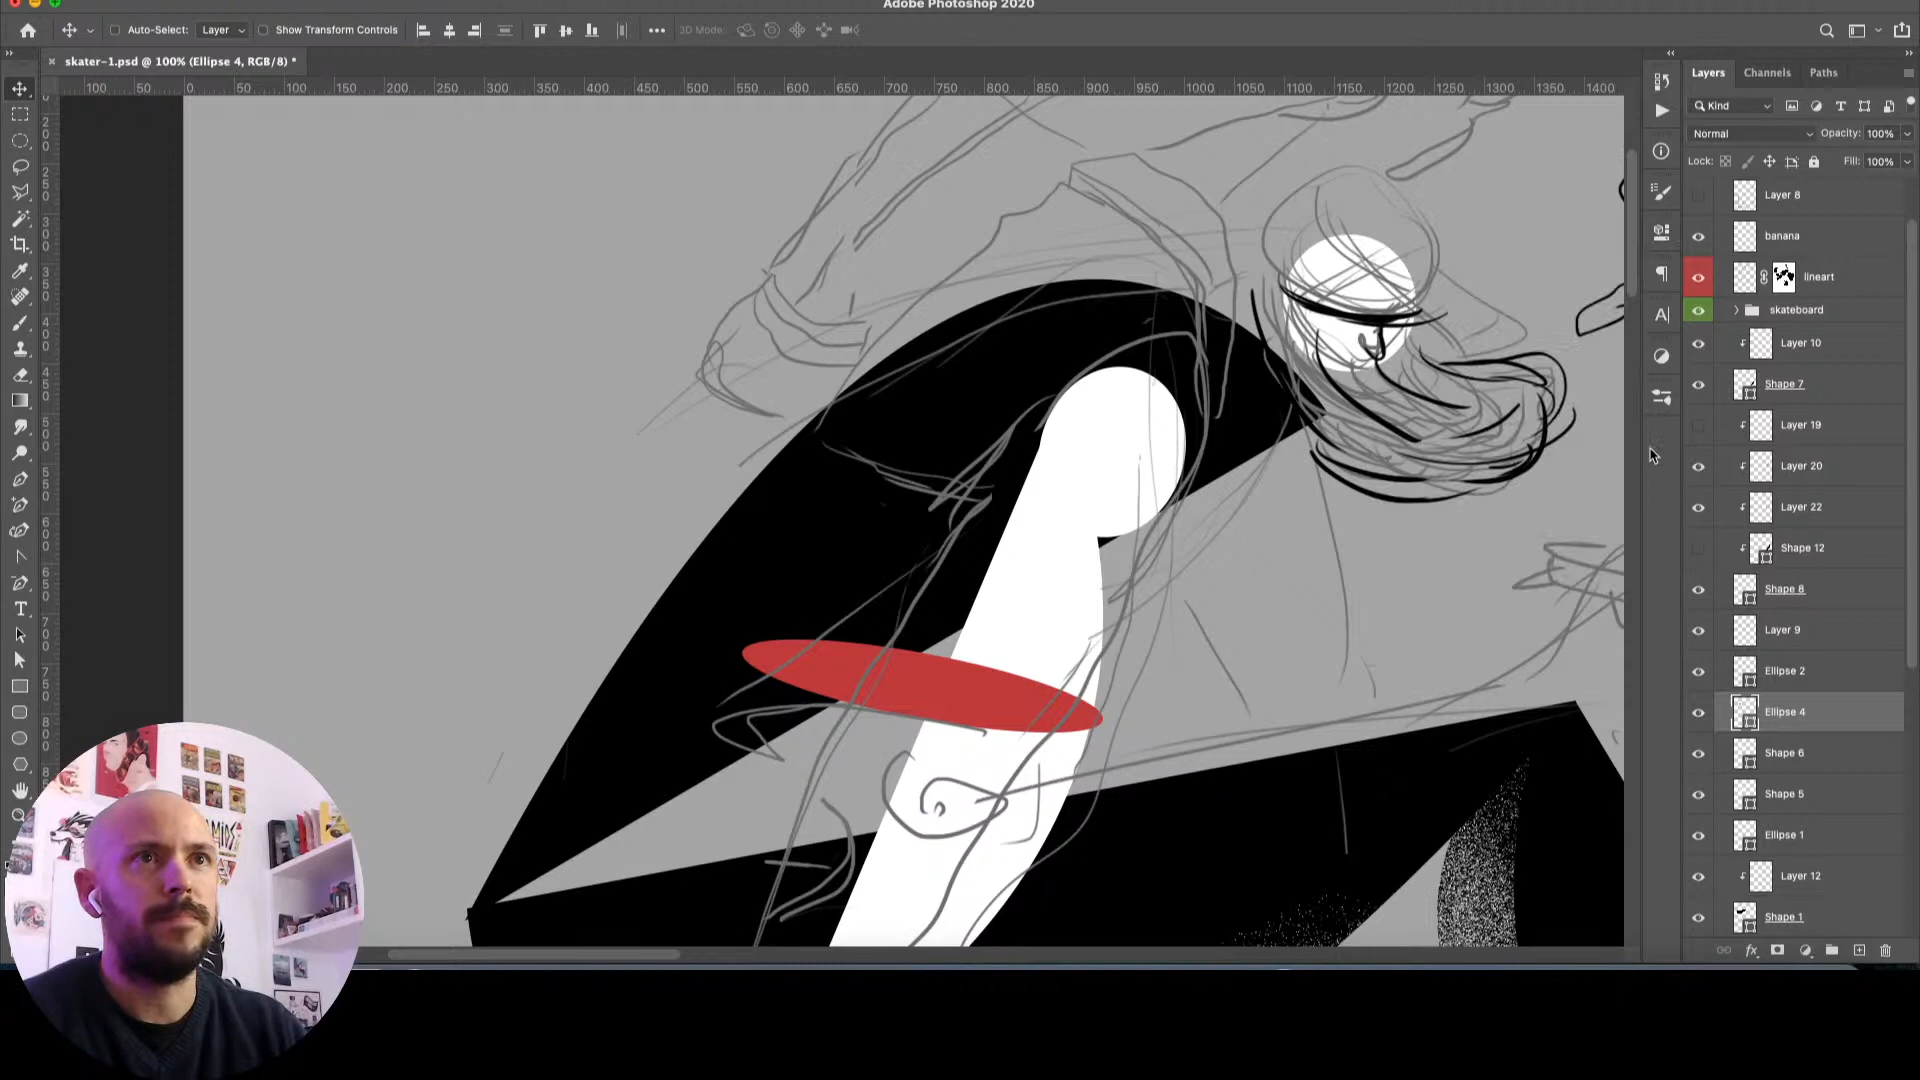 Adobe Photoshop 2020
Auto-Select: Layer Show Transform Controls 3D Mode:
skater-1.psd @ 100% (Ellipse 4, RGB/8) *
100 50 0 50 100 150 200 250 300 350 400 450 500 550 600 650 700 750 800 850 900 950 1000 1050 1100 1150 1200 1250 1300 1350 1400
Layers Channels Paths
Kind
Normal Opacity: 100%
Lock: Fill: 100%
Layer 8
banana
lineart
skateboard
Layer 10
Shape 7
Layer 19
Layer 20
Layer 22
Shape 12
Shape 8
Layer 9
Ellipse 2
Ellipse 4
Shape 6
Shape 5
Ellipse 1
Layer 12
Shape 1